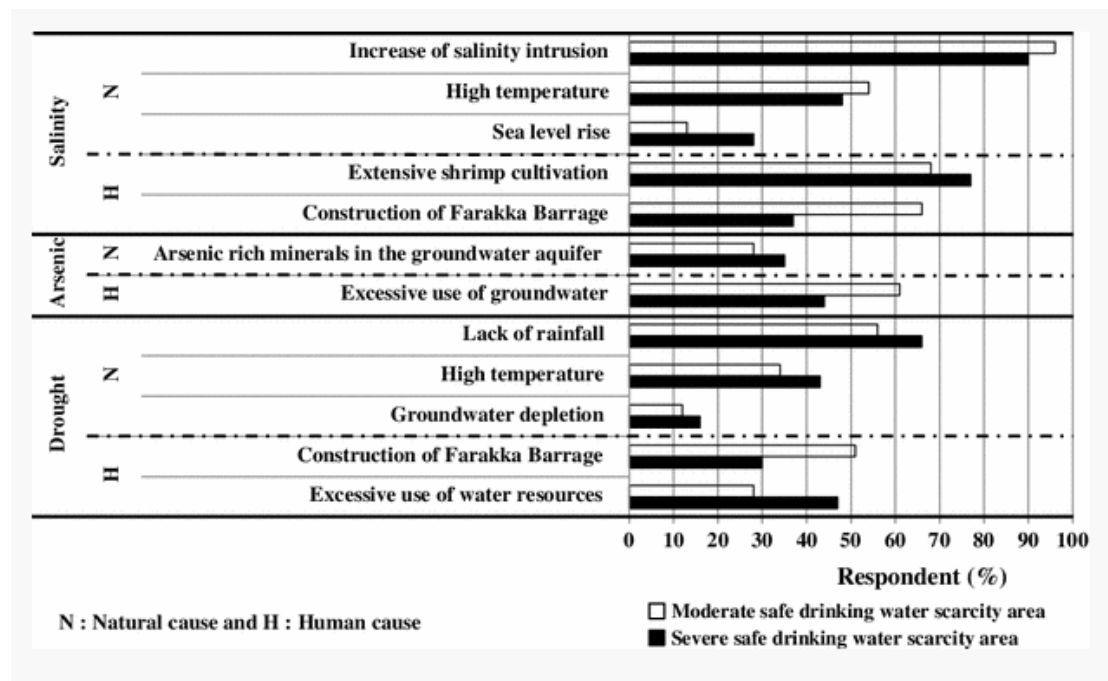 Salinity
N
Increase of salinity intrusion
High temperature
Sea level rise
H
Extensive shrimp cultivation
Construction of Farakka Barrage
Arsenic
N
Arsenic rich minerals in the groundwater aquifer
H
Excessive use of groundwater
Drought
N
Lack of rainfall
High temperature
Groundwater depletion
H
Construction of Farakka Barrage
Excessive use of water resources
0 10 20 30 40 50 60 70 80 90 100
Respondent (%)
N : Natural cause and H : Human cause
Moderate safe drinking water scarcity area
Severe safe drinking water scarcity area